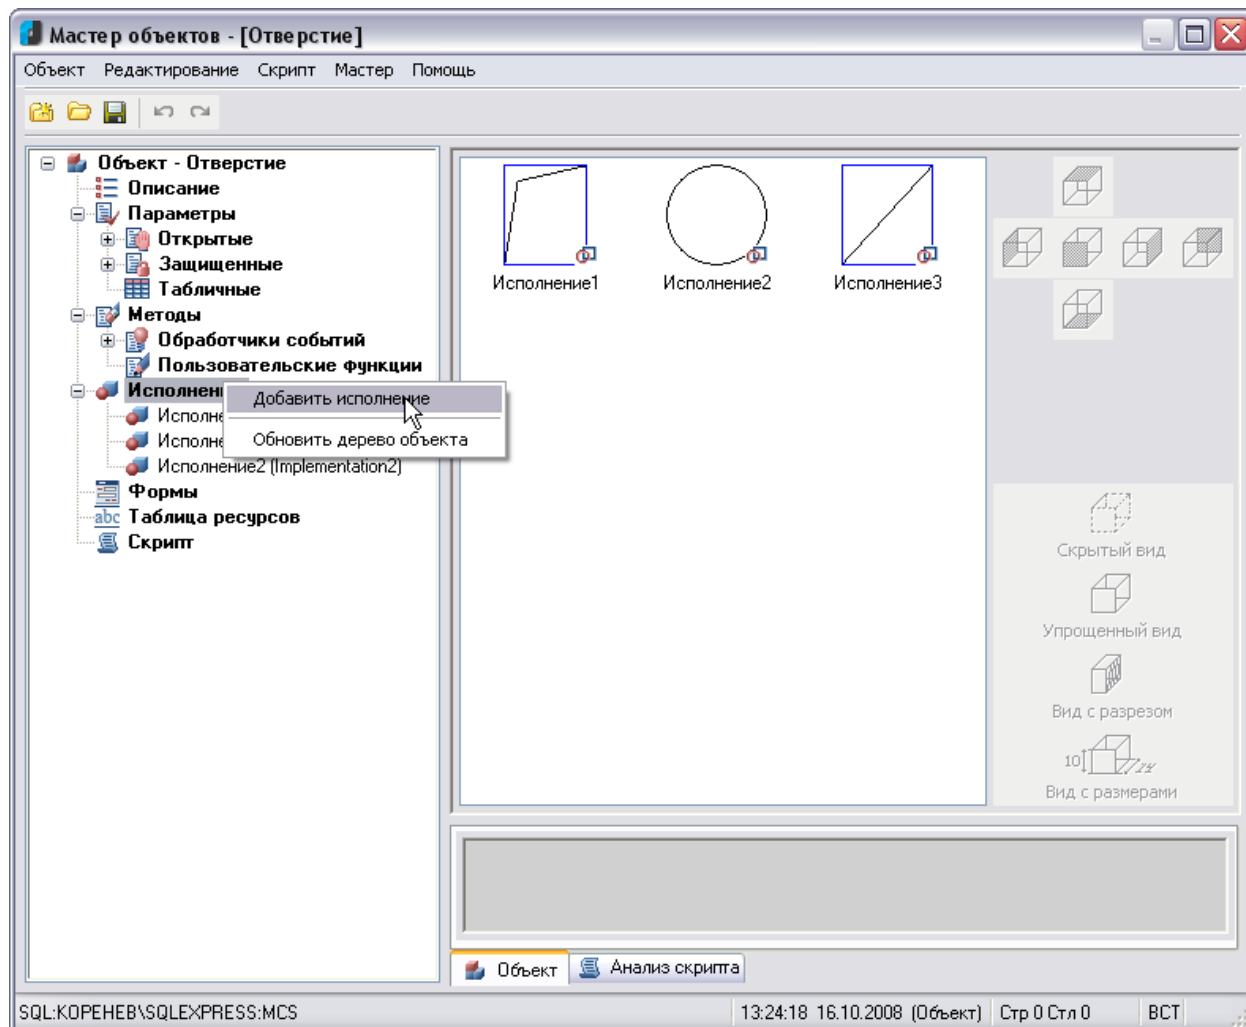 Мастер объектов - [Отверстие]
Объект Редактирование Скрипт Мастер Помощь
Объект - Отверстие
Описание
Параметры
Открытые
Защищенные
Табличные
Методы
Обработчики событий
Пользовательские функции
Исполнен
Исполне
Исполне
Исполнение2 (Implementation2)
Формы
abc Таблица ресурсов
Скрипт
Добавить исполнение
Обновить дерево объекта
Исполнение1 Исполнение2 Исполнение3
Скрытый вид
Упрощенный вид
Вид с разрезом
10
Вид с размерами
Объект Анализ скрипта
SQL:КОРЕНЕВ\SQLEXPRESS:MCS 13:24:18 16.10.2008 (Объект) Стр 0 Стл 0 ВСТ